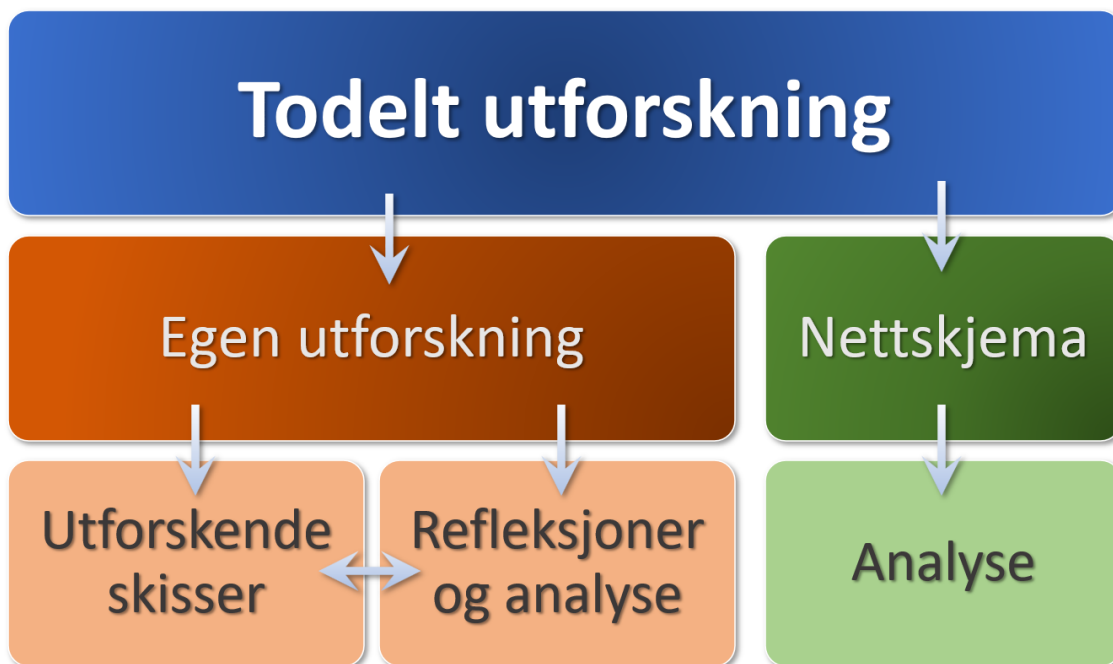 Todelt utforskning
Egen utforskning
Nettskjema
Utforskende
skisser
Refleksjoner
og analyse
Analyse